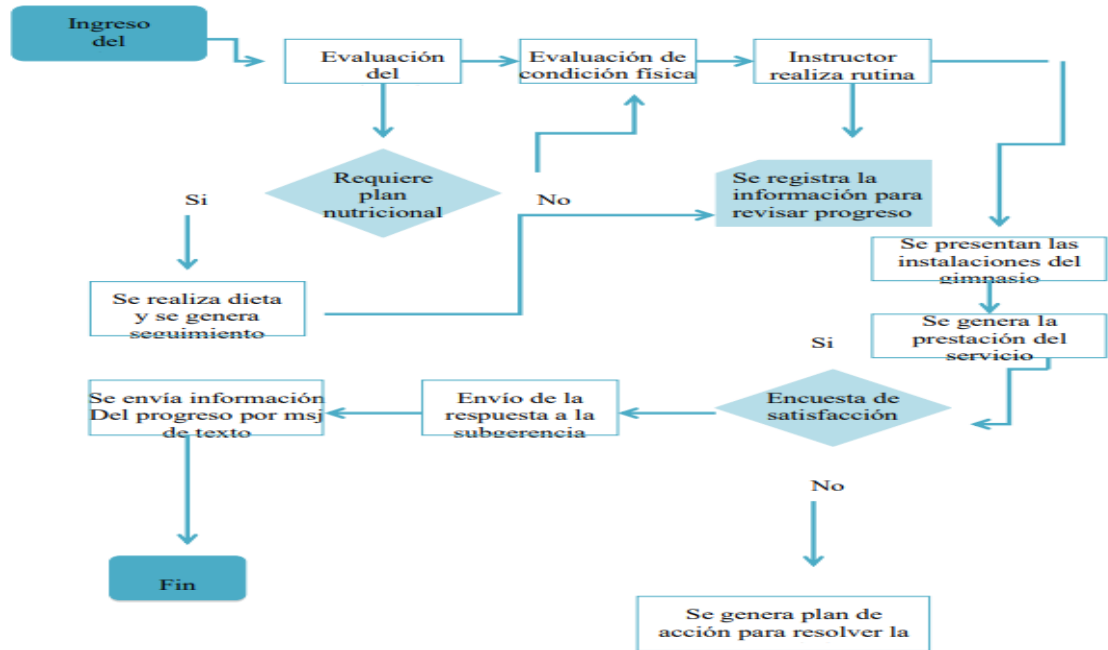 Ingreso
del
Evaluación
del
Evaluación de
condición física
Instructor
realiza rutina
Requiere
plan
nutricional
Si
No
Se registra la
información para
revisar progreso
Se presentan las
instalaciones del
gimnasio
Se realiza dieta
y se genera
seguimiento
Se genera la
prestación del
servicio
Si
Encuesta de
satisfacción
Envío de la
respuesta a la
subgerencia
Se envía información
Del progreso por msj
de texto
No
Fin
Se genera plan de
acción para resolver la